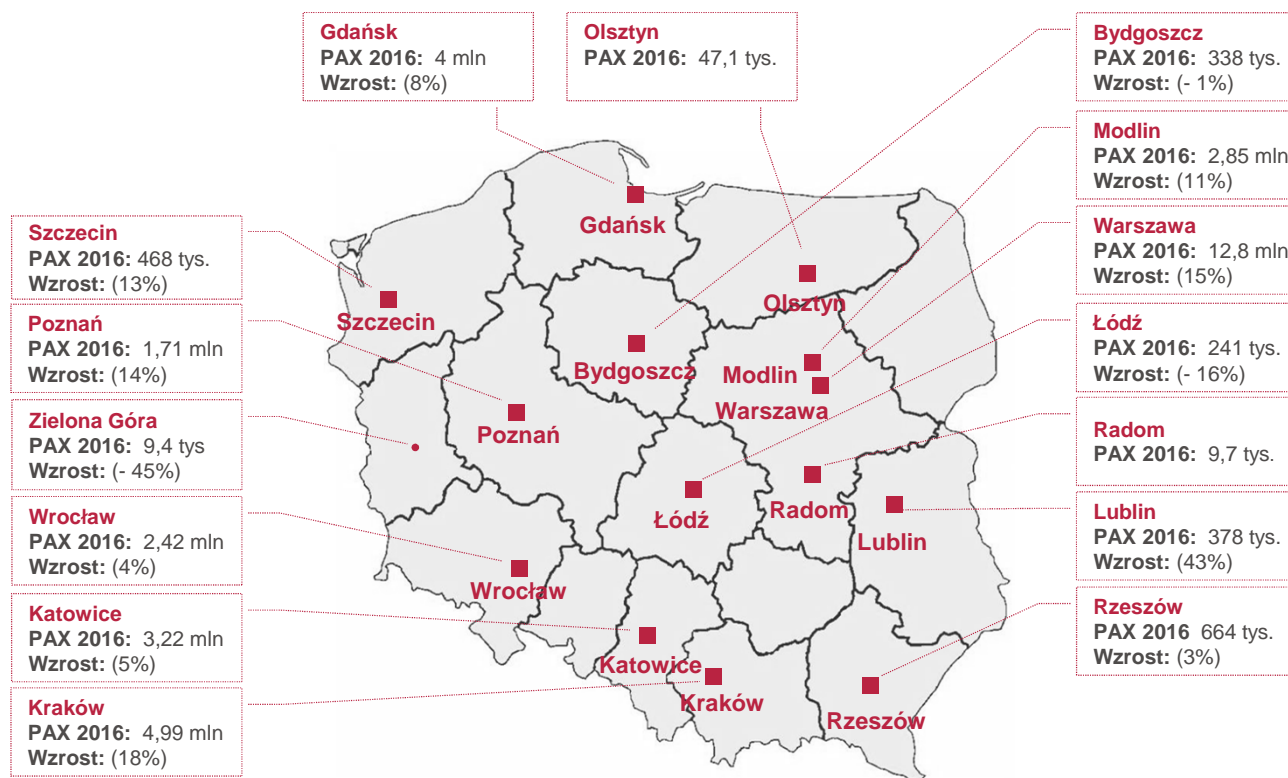 Gdańsk
PAX 2016: 4 mln
Wzrost: (8%)
Olsztyn
PAX 2016: 47,1 tys.
Bydgoszcz
PAX 2016: 338 tys.
Wzrost: (- 1%)
Modlin
PAX 2016: 2,85 mln
Wzrost: (11%)
Warszawa
PAX 2016: 12,8 mln
Wzrost: (15%)
Łódź
PAX 2016: 241 tys.
Wzrost: (- 16%)
Radom
PAX 2016: 9,7 tys.
Lublin
PAX 2016: 378 tys.
Wzrost: (43%)
Rzeszów
PAX 2016 664 tys.
Wzrost: (3%)
Szczecin
PAX 2016: 468 tys.
Wzrost: (13%)
Poznań
PAX 2016: 1,71 mln
Wzrost: (14%)
Zielona Góra
PAX 2016: 9,4 tys
Wzrost: (- 45%)
Wrocław
PAX 2016: 2,42 mln
Wzrost: (4%)
Katowice
PAX 2016: 3,22 mln
Wzrost: (5%)
Kraków
PAX 2016: 4,99 mln
Wzrost: (18%)
Gdańsk
Olsztyn
Szczecin
Bydgoszcz
Modlin
Warszawa
Poznań
Łódź
Radom
Lublin
Wrocław
Katowice
Kraków
Rzeszów